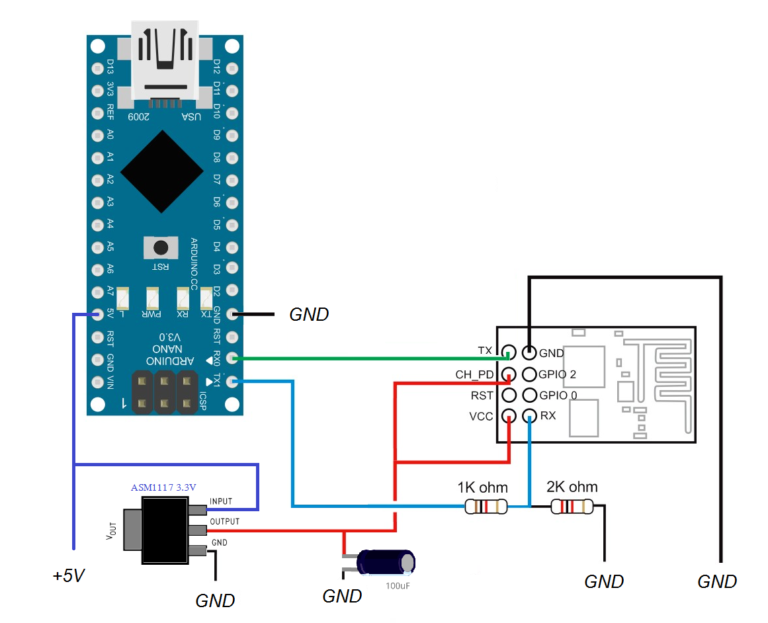 D13
3V3
REF
A0
A1
A2
A3
A4
A5
A6
A7
5V
RST
GND
VIN
D12
D11
D10
D9
D8
D7
D6
D5
D4
D3
D2
GND
RST
RX0
TX1
2009
USA
RST
ARDUINO.CC
L
PWR
RX
TX
V3.0
NANO
ARDUINO
1
ICSP
GND
TX
GND
CH_PD
GPIO 2
RST
GPIO 0
VCC
RX
1K ohm
2K ohm
ASM1117 3.3V
INPUT
OUTPUT
GND
VOUT
+5V
GND
100uF
GND
GND
GND